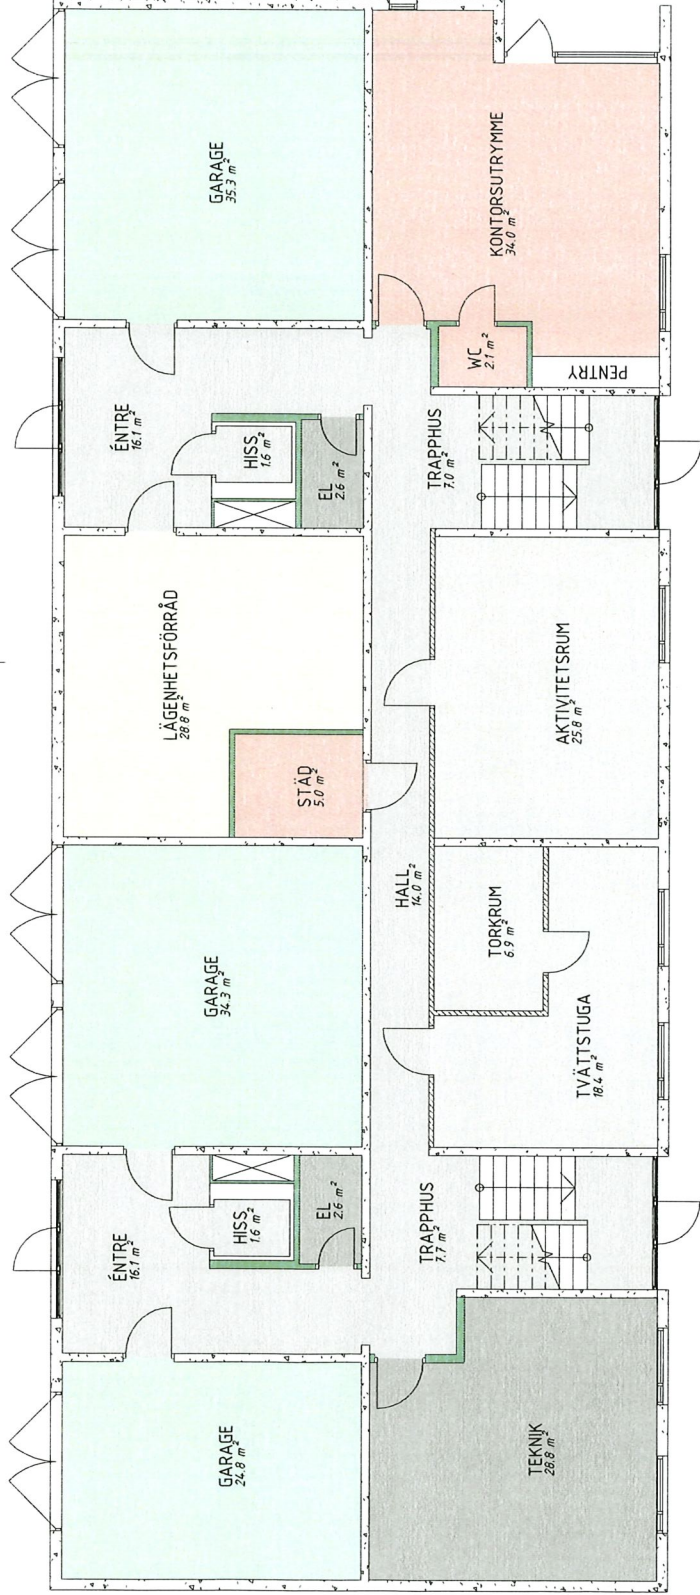 GARAGE
35.3 m²
KONTORSUTRYMME
34.0 m²
WC
2.1 m²
PENTRY
ÉNTRE
16.1 m²
HISS
1.6 m²
EL
2.6 m²
TRAPPHUS
7.0 m²
LÄGENHETSFÖRRÅD
28.8 m²
STÄD
5.0 m²
AKTIVITETSRUM
25.8 m²
HALL
14.0 m²
TORKRUM
6.9 m²
GARAGE
34.3 m²
TVÄTTSTUGA
18.4 m²
ÉNTRE
16.1 m²
HISS
1.6 m²
EL
2.6 m²
TRAPPHUS
7.7 m²
GARAGE
24.8 m²
TEKNIK
28.8 m²